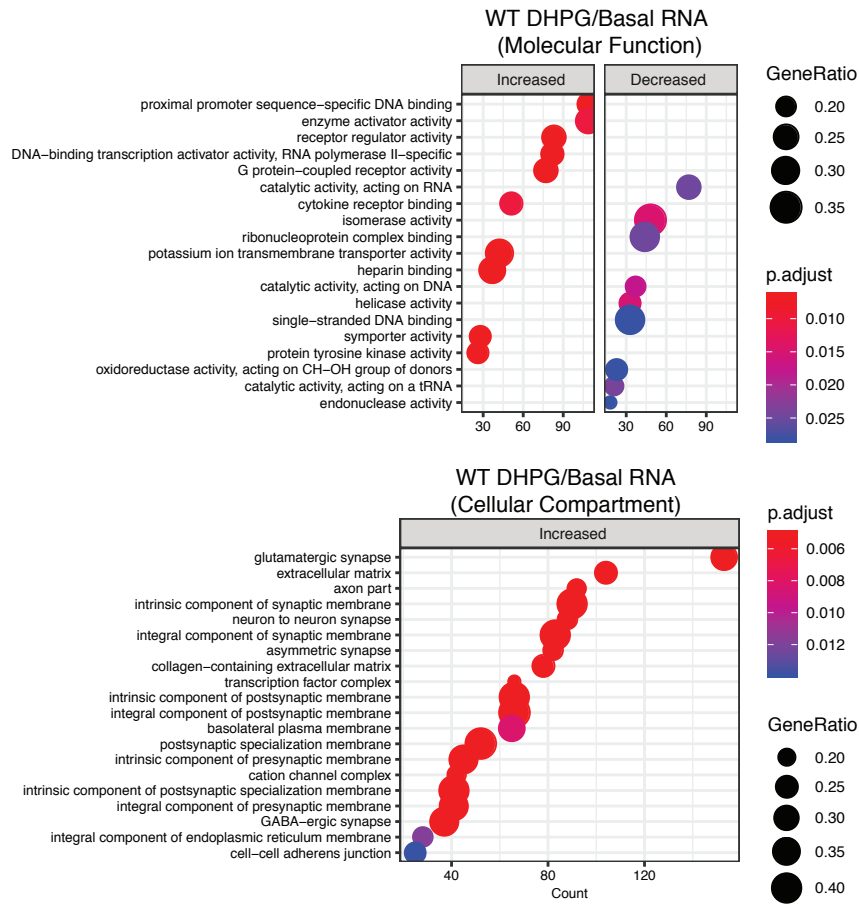 WT DHPG/Basal RNA
(Molecular Function)
Increased
Decreased
proximal promoter sequence−specific DNA binding
enzyme activator activity
receptor regulator activity
DNA−binding transcription activator activity, RNA polymerase II−specific
G protein−coupled receptor activity
catalytic activity, acting on RNA
cytokine receptor binding
isomerase activity
ribonucleoprotein complex binding
potassium ion transmembrane transporter activity
heparin binding
catalytic activity, acting on DNA
helicase activity
single−stranded DNA binding
symporter activity
protein tyrosine kinase activity
oxidoreductase activity, acting on CH−OH group of donors
catalytic activity, acting on a tRNA
endonuclease activity
30 60 90
30 60 90
GeneRatio
0.20
0.25
0.30
0.35
p.adjust
0.010
0.015
0.020
0.025
WT DHPG/Basal RNA
(Cellular Compartment)
Increased
glutamatergic synapse
extracellular matrix
axon part
intrinsic component of synaptic membrane
neuron to neuron synapse
integral component of synaptic membrane
asymmetric synapse
collagen−containing extracellular matrix
transcription factor complex
intrinsic component of postsynaptic membrane
integral component of postsynaptic membrane
basolateral plasma membrane
postsynaptic specialization membrane
intrinsic component of presynaptic membrane
cation channel complex
intrinsic component of postsynaptic specialization membrane
integral component of presynaptic membrane
GABA−ergic synapse
integral component of endoplasmic reticulum membrane
cell−cell adherens junction
40 80 120
Count
p.adjust
0.006
0.008
0.010
0.012
GeneRatio
0.20
0.25
0.30
0.35
0.40